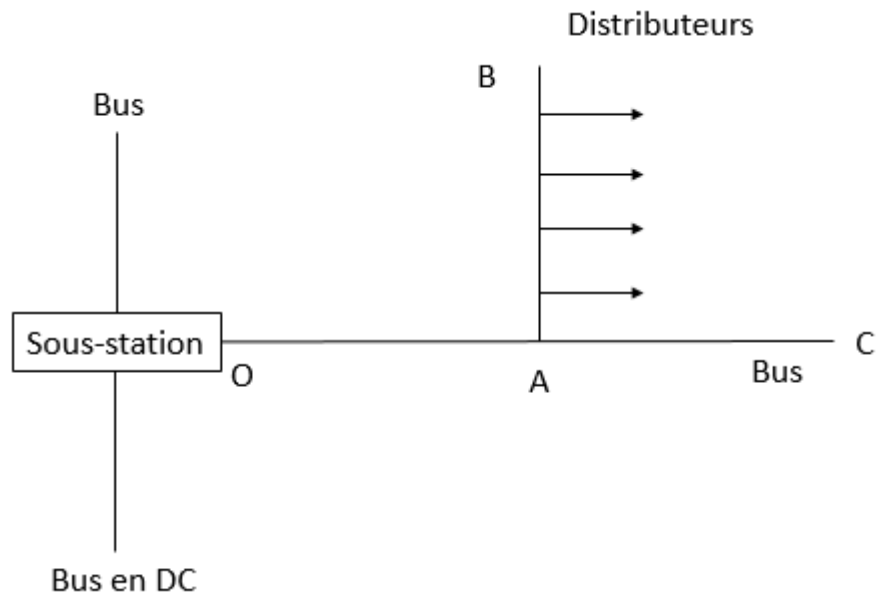 Distributeurs
B
Bus
Sous-station
O
A
Bus
C
Bus en DC